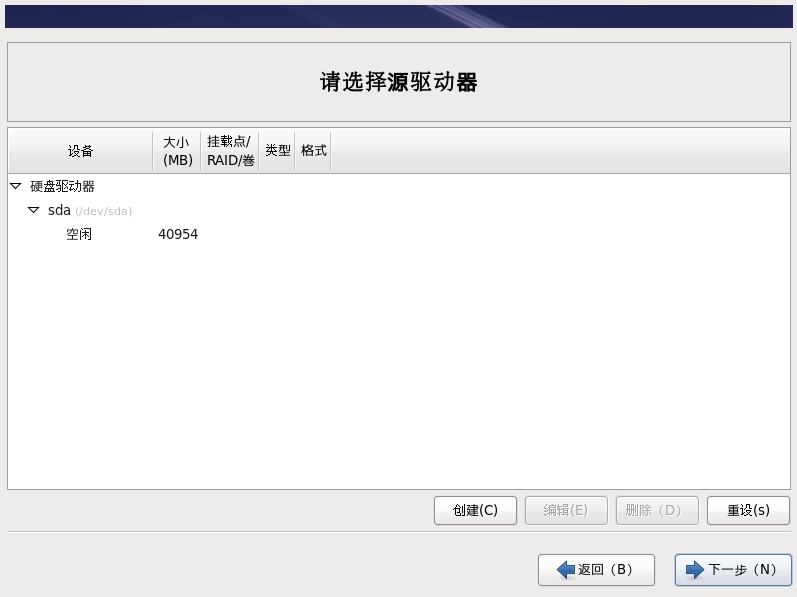 请选择源驱动器
设备
大小
(MB)
挂载点/
RAID/卷
类型
格式
硬盘驱动器
sda (/dev/sda)
空闲 40954
创建(C)
编辑(E)
删除（D）
重设(s)
返回（B）
下一步（N）